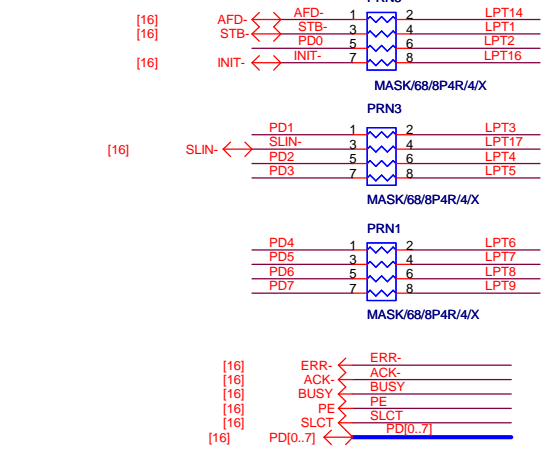 [16] AFD- AFD- 1 2 LPT14
[16] STB- STB- 3 4 LPT1
PD0 5 6 LPT2
[16] INIT- INIT- 7 8 LPT16
MASK/68/8P4R/4/X
PRN3
PD1 1 2 LPT3
[16] SLIN- SLIN- 3 4 LPT17
PD2 5 6 LPT4
PD3 7 8 LPT5
MASK/68/8P4R/4/X
PRN1
PD4 1 2 LPT6
PD5 3 4 LPT7
PD6 5 6 LPT8
PD7 7 8 LPT9
MASK/68/8P4R/4/X
[16] ERR- ERR-
[16] ACK- ACK-
[16] BUSY BUSY
[16] PE PE
[16] SLCT SLCT
[16] PD[0..7] PD[0..7]